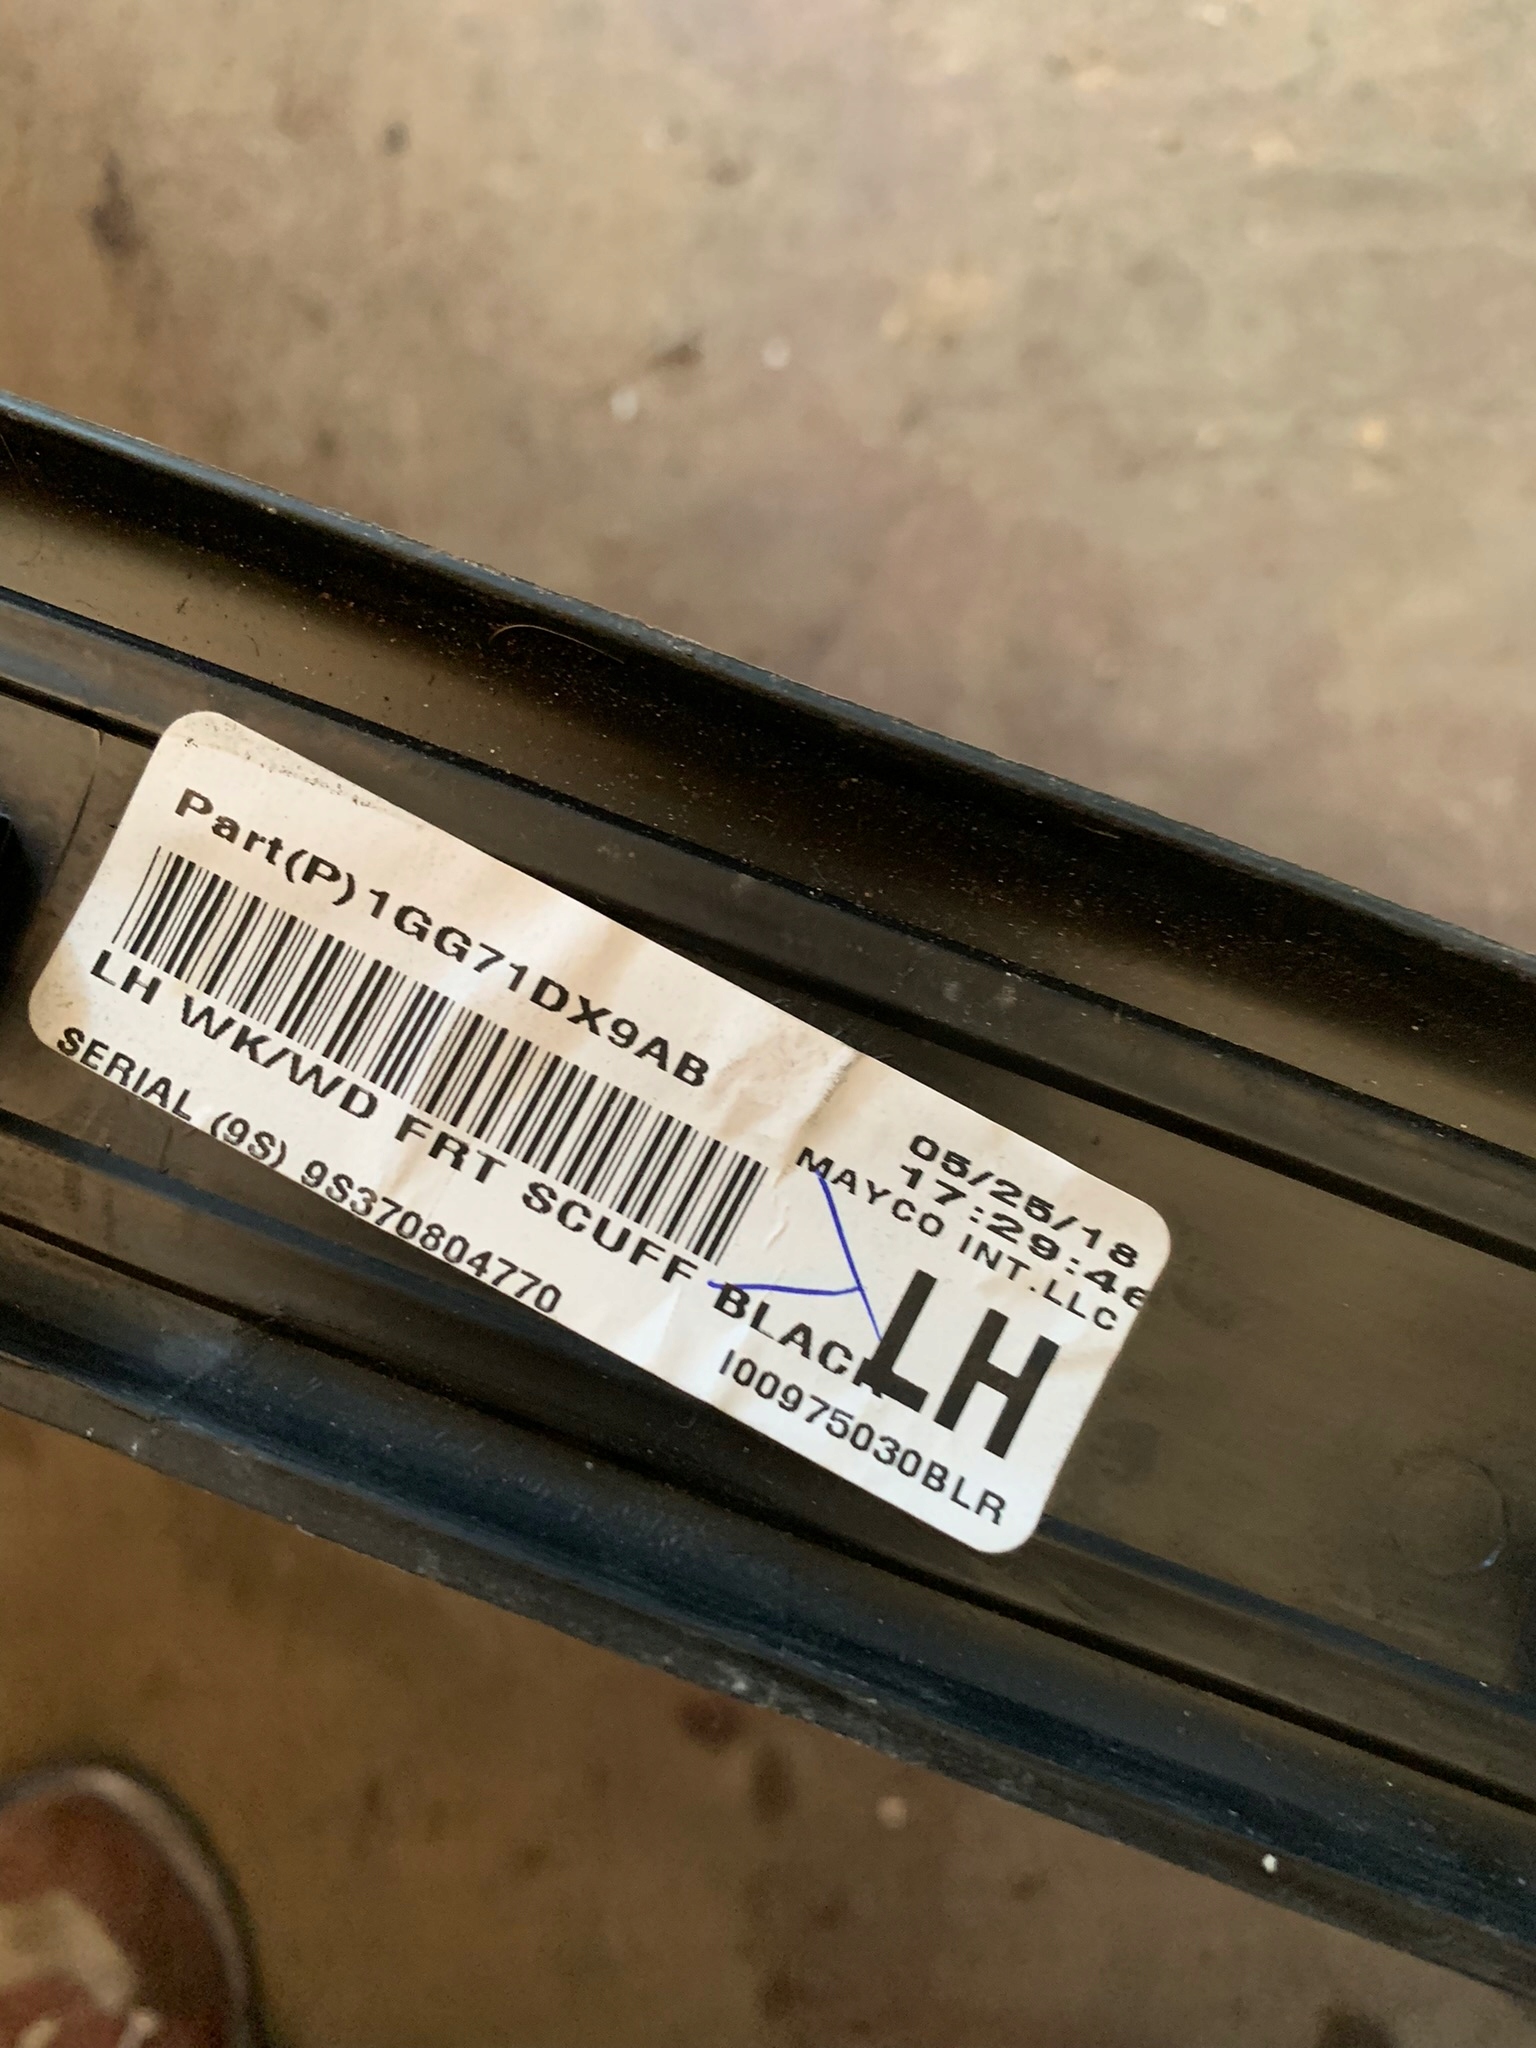 Part(P)1GG71DX9AB
05/25/18
17:29:46
MAYCO INT.LLC
LH WK/WD FRT SCUFF BLACK
LH
SERIAL (9S) 9S370804770
I00975030BLR